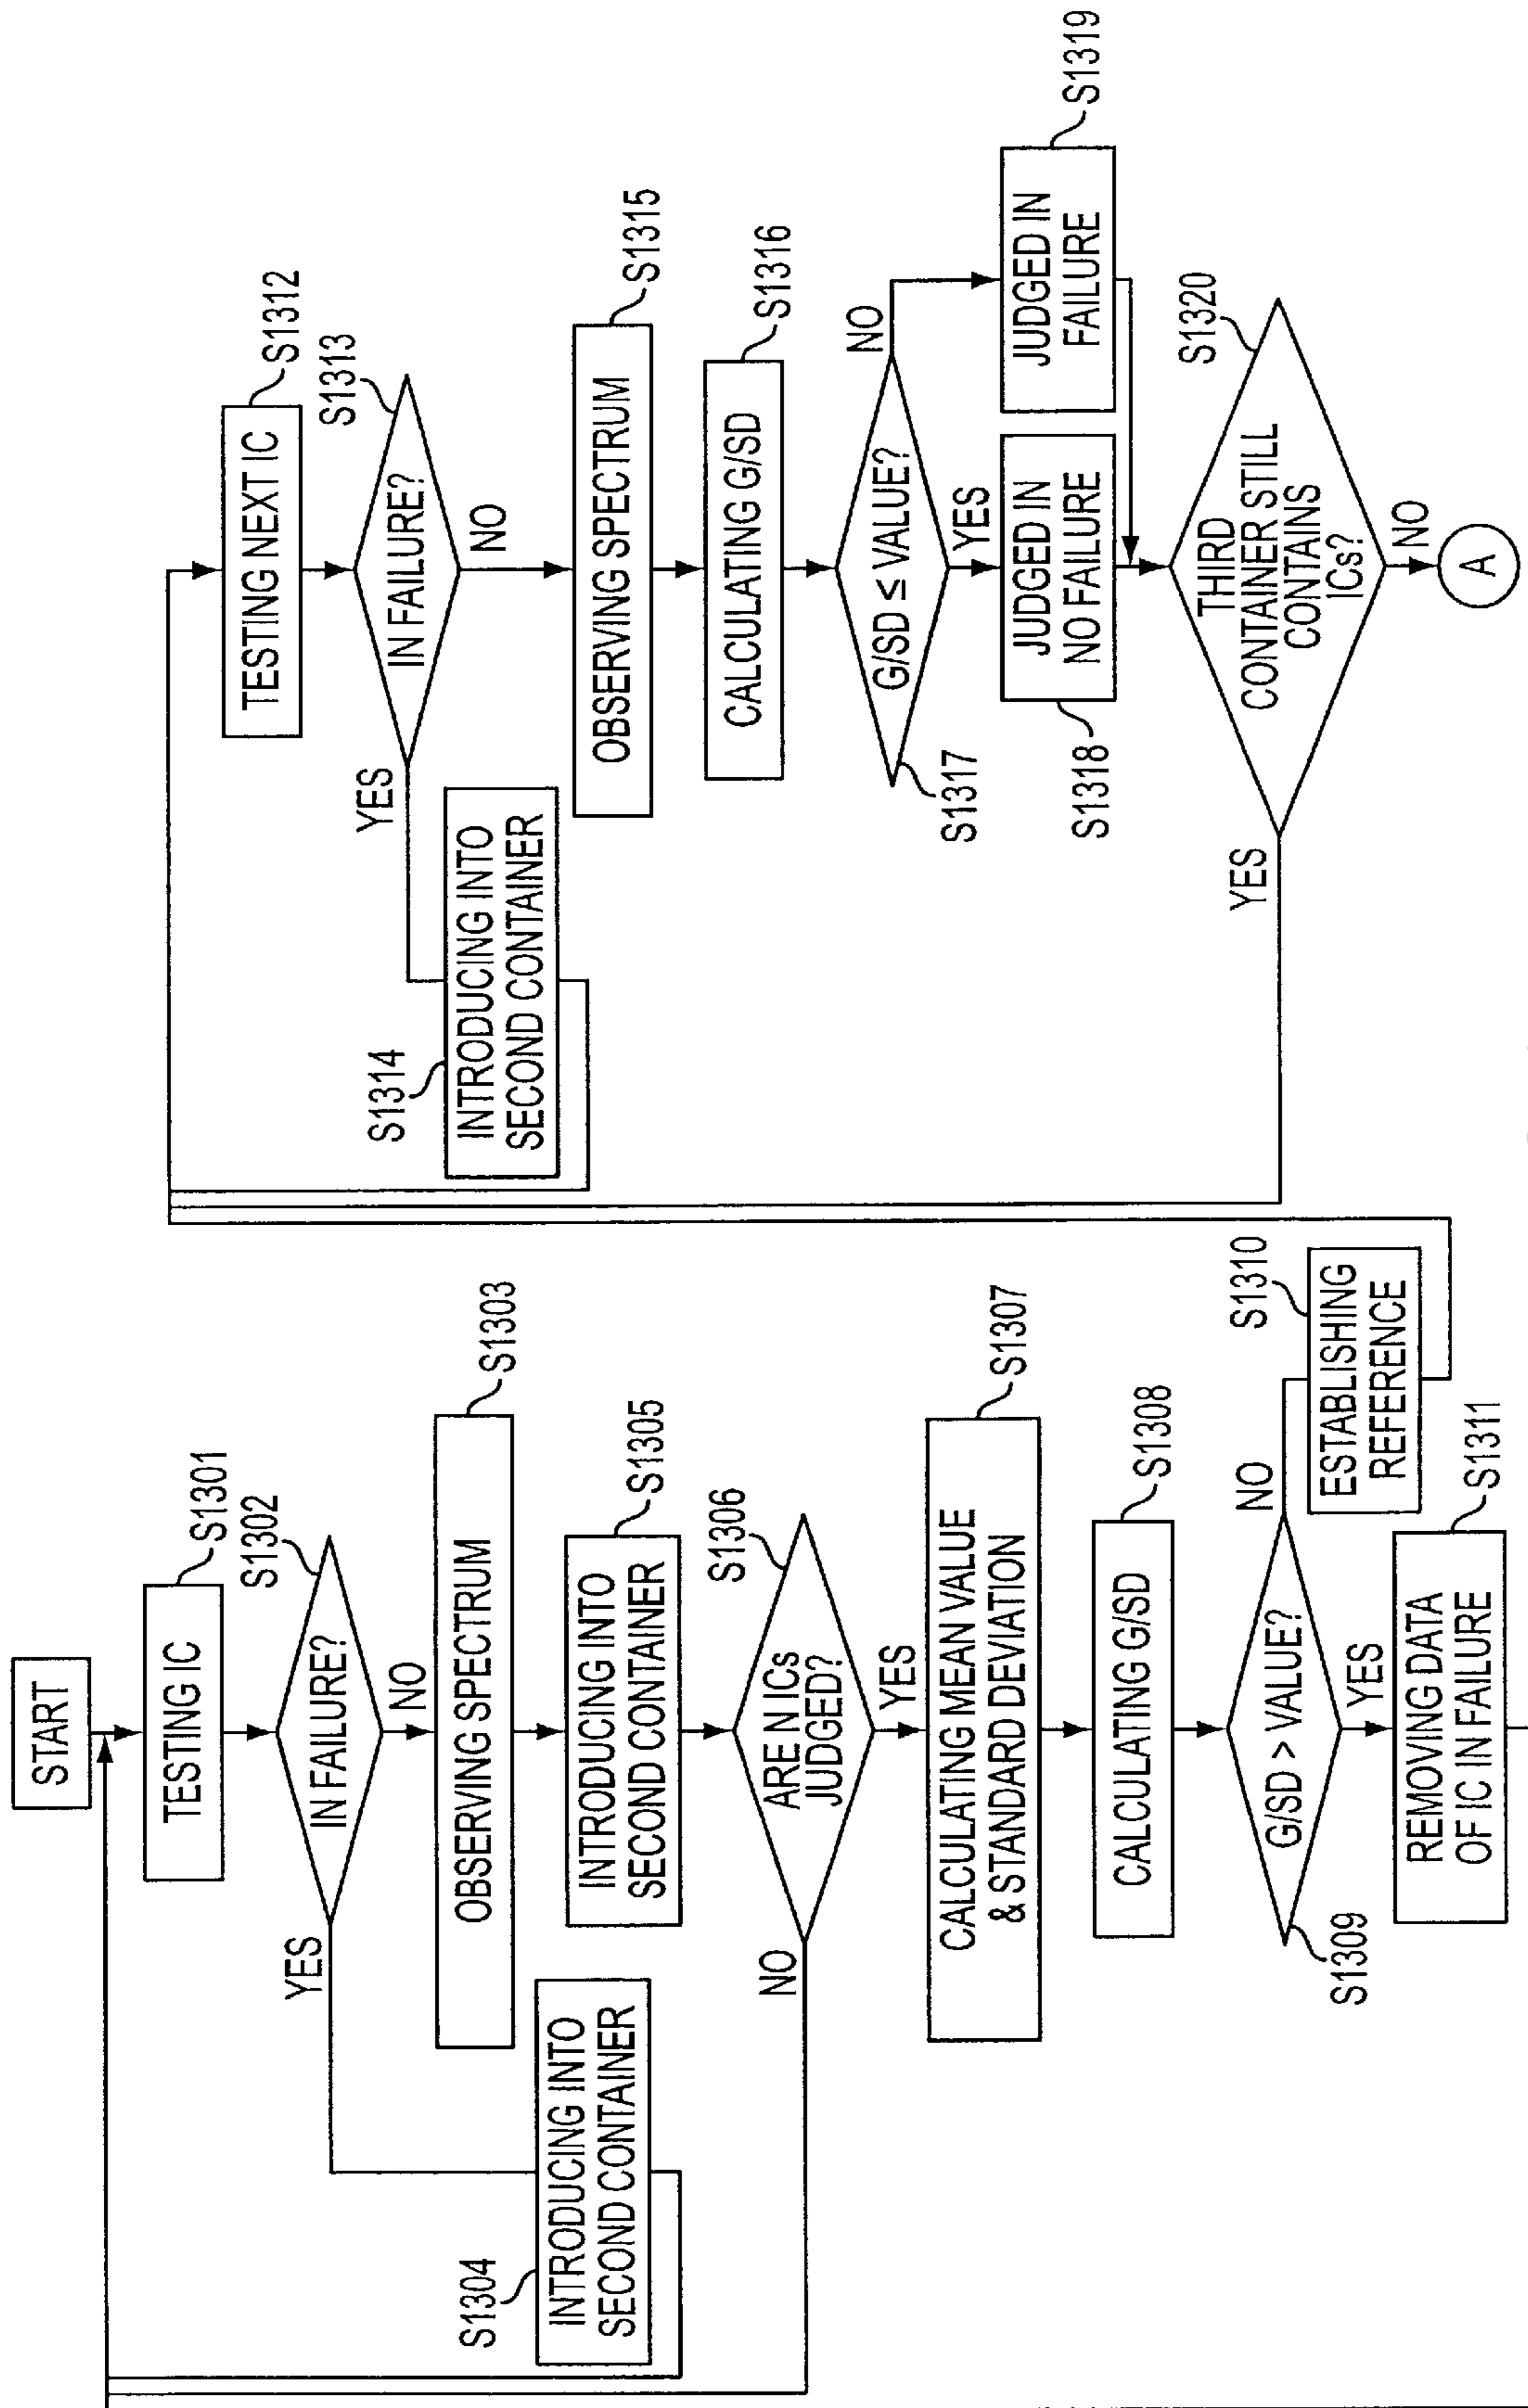 START
TESTING IC
S1301
IN FAILURE?
S1302
YES
NO
OBSERVING SPECTRUM
S1303
S1304
INTRODUCING INTO
SECOND CONTAINER
INTRODUCING INTO
SECOND CONTAINER
S1305
ARE N ICs
JUDGED?
S1306
NO
YES
CALCULATING MEAN VALUE
& STANDARD DEVIATION
S1307
CALCULATING G/SD
S1308
G/SD > VALUE?
S1309
NO
YES
ESTABLISHING
REFERENCE
S1310
REMOVING DATA
OF IC IN FAILURE
S1311
TESTING NEXT IC
S1312
IN FAILURE?
S1313
YES
NO
S1314
INTRODUCING INTO
SECOND CONTAINER
OBSERVING SPECTRUM
S1315
CALCULATING G/SD
S1316
G/SD ≤ VALUE?
S1317
NO
YES
JUDGED IN
NO FAILURE
S1318
JUDGED IN
FAILURE
S1319
THIRD
CONTAINER STILL
CONTAINS
ICs?
S1320
YES
NO
A